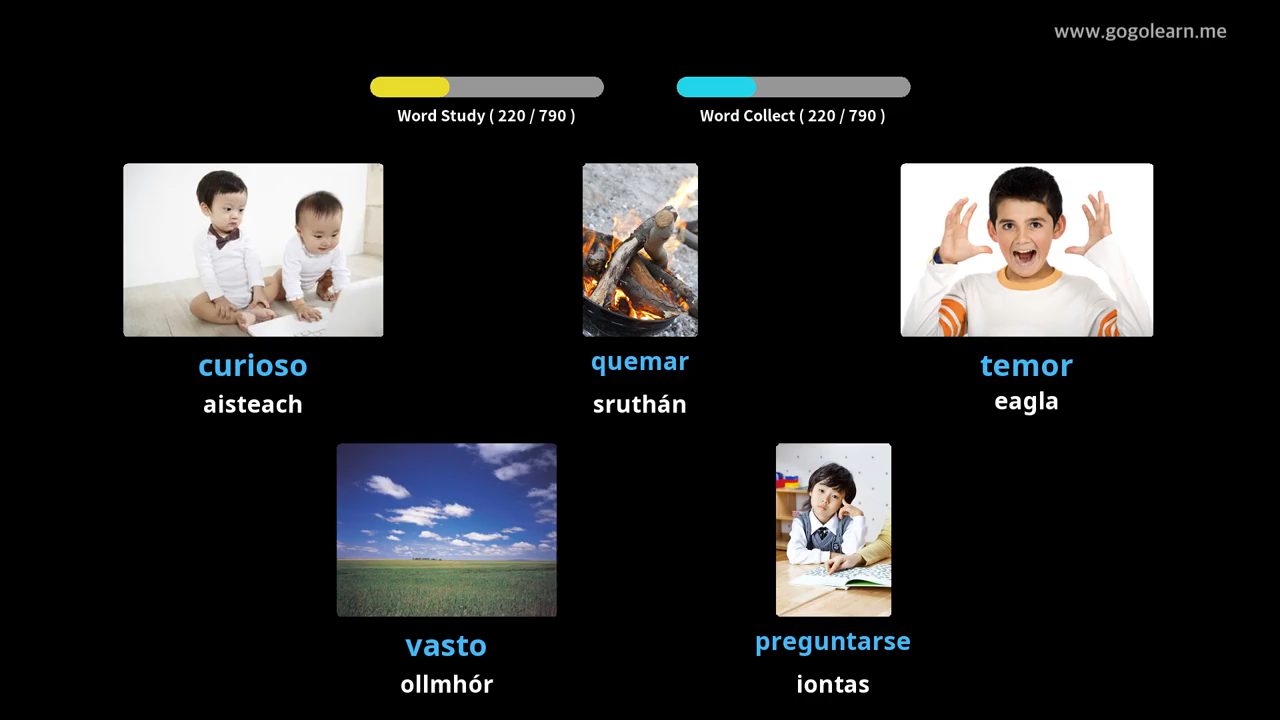 www.gogolearn.me
Word Study ( 220 / 790 )
Word Collect ( 220 / 790 )
curioso
aisteach
quemar
sruthán
temor
eagla
vasto
ollmhór
preguntarse
iontas